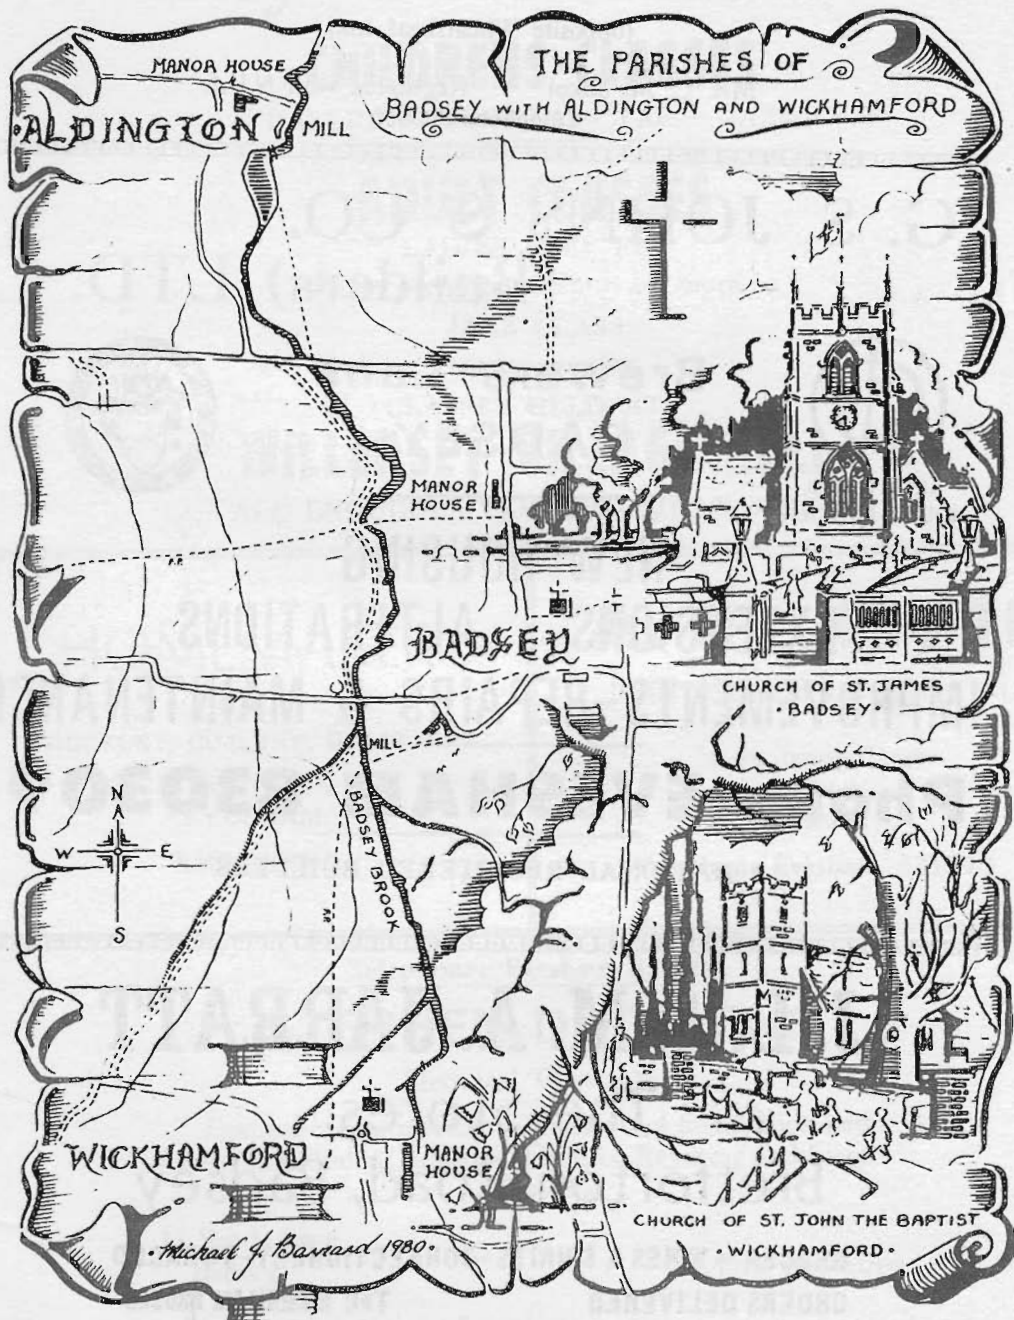 THE PARISHES OF
BADSEY WITH ALDINGTON AND WICKHAMFORD
MANOR HOUSE
ALDINGTON
MILL
MANOR
HOUSE
F.P.
BADSEY
CHURCH OF ST. JAMES
· BADSEY ·
MILL
BADSEY BROOK
N
W E
S
WICKHAMFORD
MANOR
HOUSE
CHURCH OF ST. JOHN THE BAPTIST
· WICKHAMFORD ·
· Michael J. Barnard 1980 ·